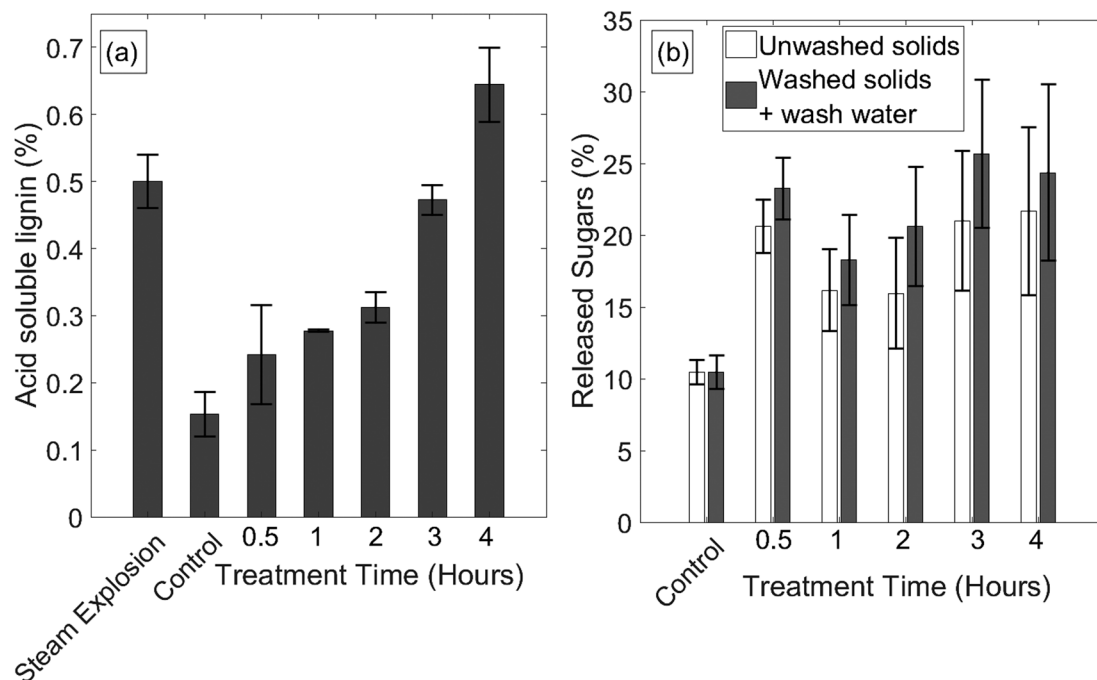 (a)
Acid soluble lignin (%)
0.7
0.6
0.5
0.4
0.3
0.2
0.1
0
Steam Explosion
Control
0.5 1 2 3 4
Treatment Time (Hours)
(b)
Unwashed solids
Washed solids
+ wash water
Released Sugars (%)
35
30
25
20
15
10
5
0
Control
0.5 1 2 3 4
Treatment Time (Hours)